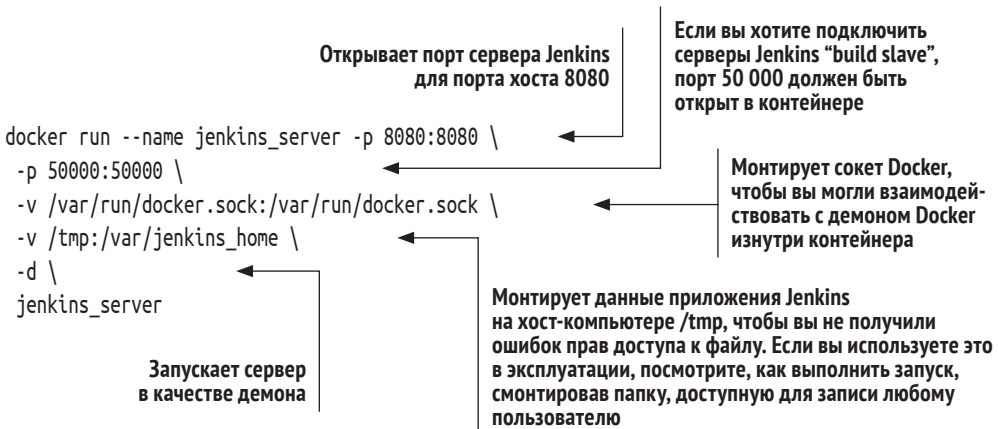 Если вы хотите подключить
серверы Jenkins “build slave”,
порт 50 000 должен быть
открыт в контейнере
Открывает порт сервера Jenkins
для порта хоста 8080
docker run --name jenkins_server -p 8080:8080 \
-p 50000:50000 \
-v /var/run/docker.sock:/var/run/docker.sock \
-v /tmp:/var/jenkins_home \
-d \
jenkins_server
Монтирует сокет Docker,
чтобы вы могли взаимодей-
ствовать с демоном Docker
изнутри контейнера
Монтирует данные приложения Jenkins
на хост-компьютере /tmp, чтобы вы не получили
ошибок прав доступа к файлу. Если вы используете это
в эксплуатации, посмотрите, как выполнить запуск,
смонтировав папку, доступную для записи любому
пользователю
Запускает сервер
в качестве демона